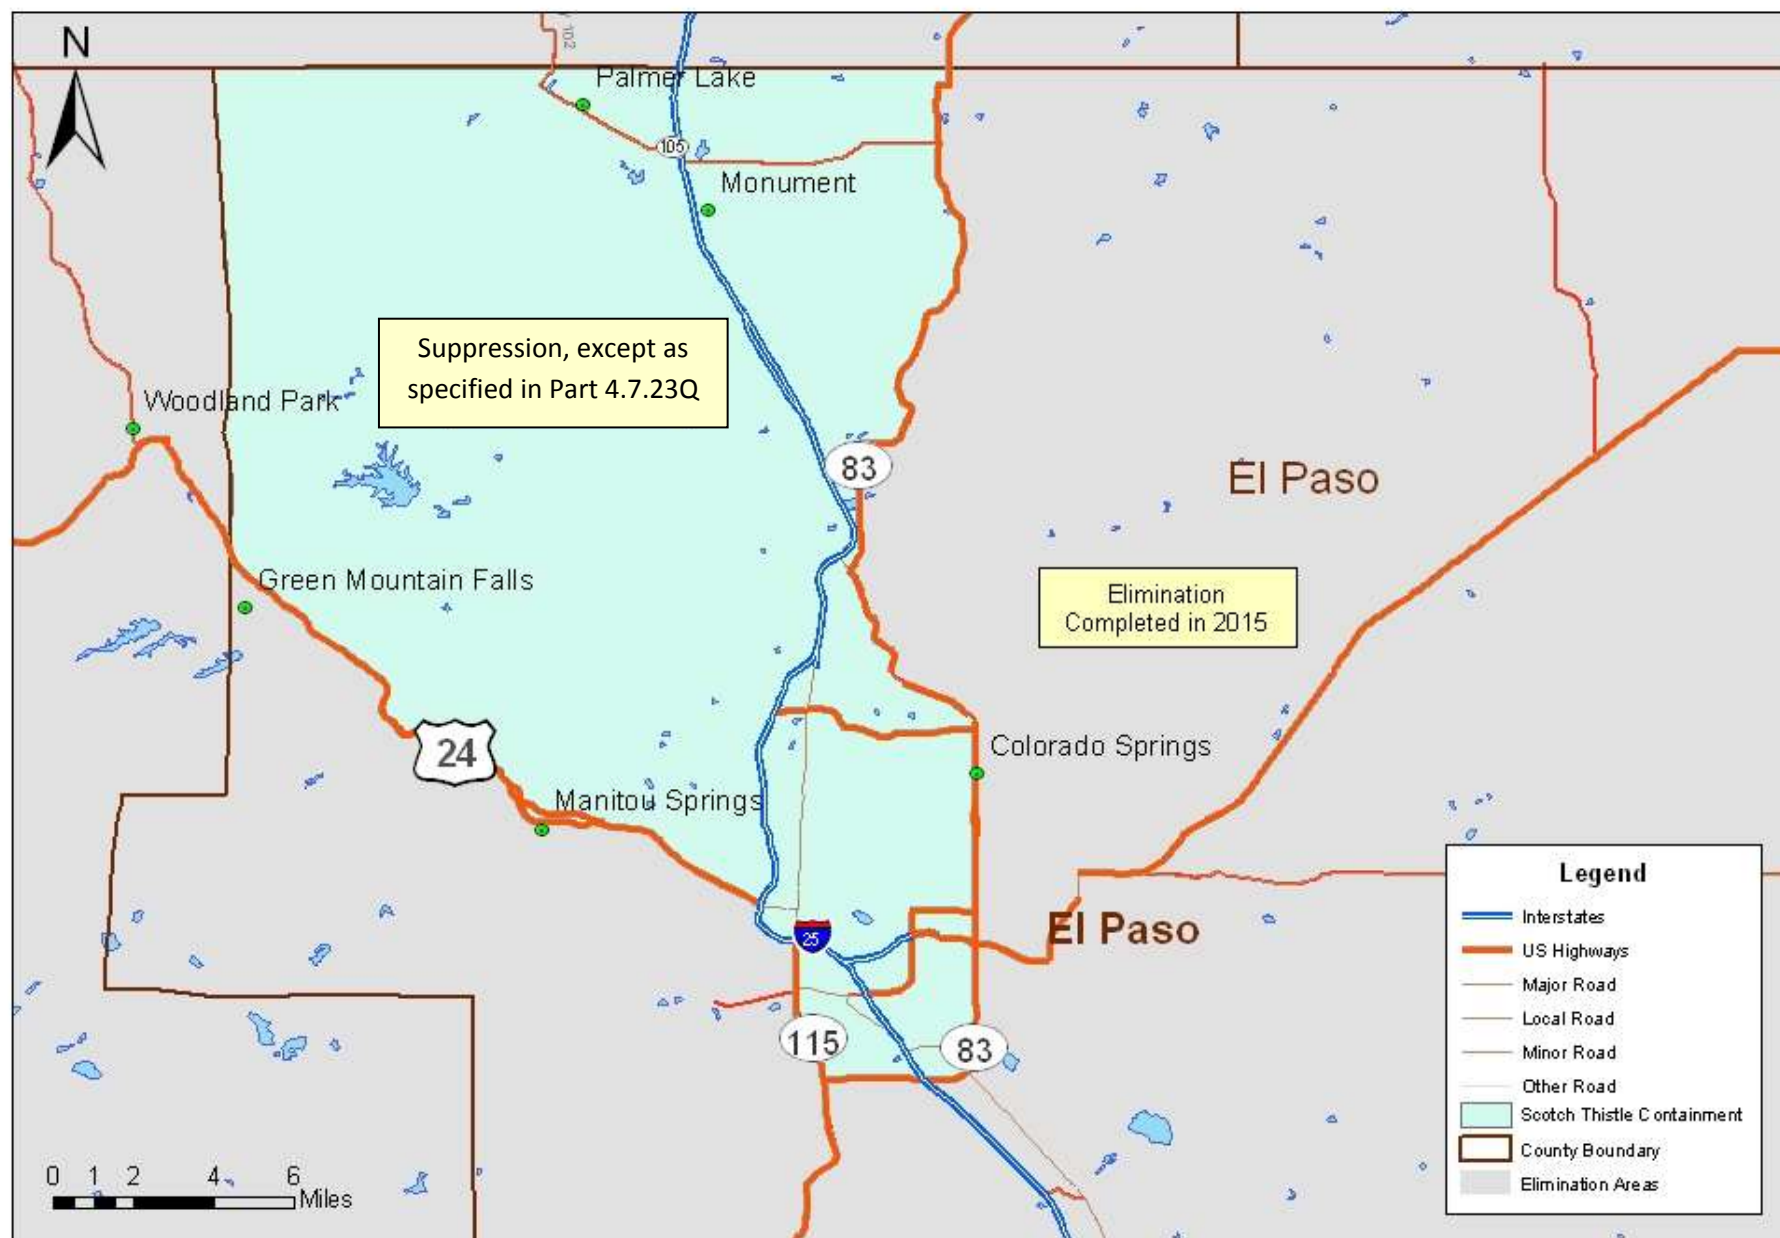 N
102
Palmer Lake
105
Monument
Suppression, except as
specified in Part 4.7.23Q
Woodland Park
83
El Paso
Green Mountain Falls
Elimination
Completed in 2015
24
Colorado Springs
Manitou Springs
El Paso
25
115
83
Legend
Interstates
US Highways
Major Road
Local Road
Minor Road
Other Road
Scotch Thistle Containment
County Boundary
Elimination Areas
0 1 2 4 6
Miles